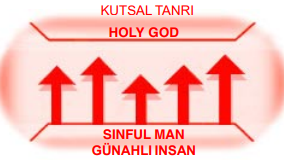 KUTSAL TANRI
HOLY GOD
SINFUL MAN
GÜNAHLI INSAN